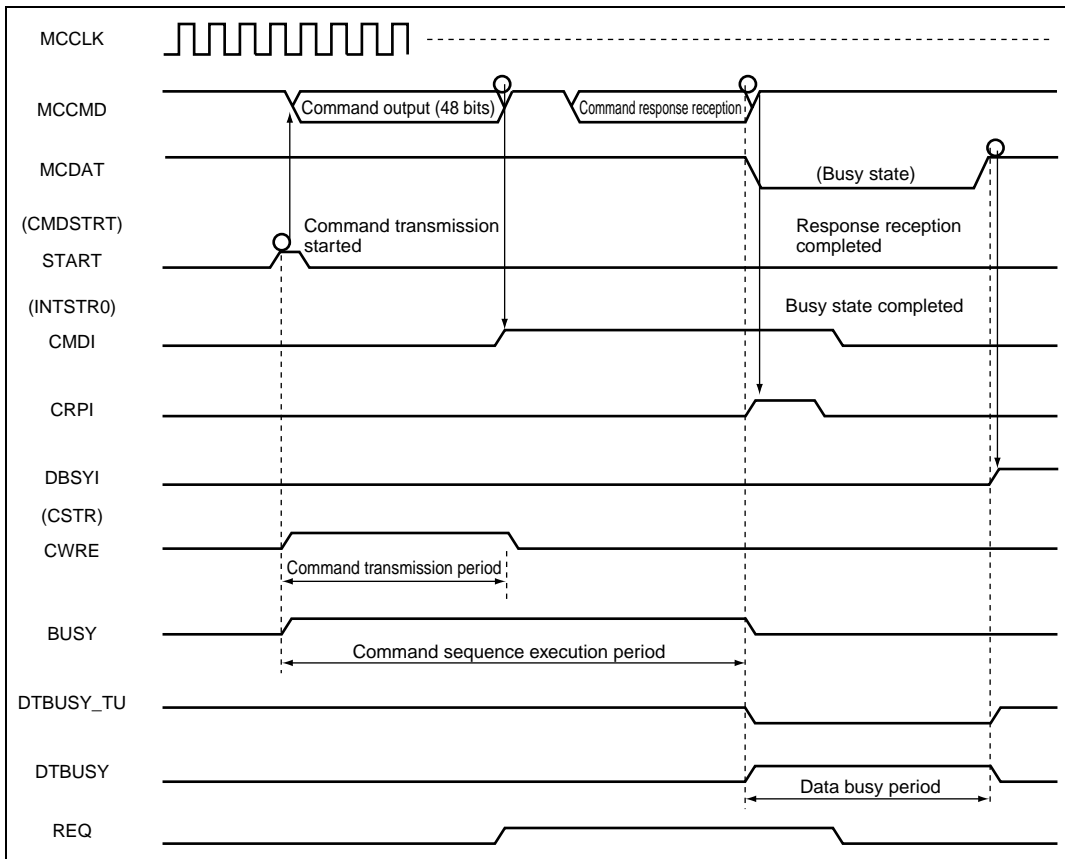 MCCLK
MCCMD
Command output (48 bits)
Command response reception
MCDAT
(Busy state)
(CMDSTRT)
START
Command transmission
started
Response reception
completed
(INTSTR0)
CMDI
Busy state completed
CRPI
DBSYI
(CSTR)
CWRE
Command transmission period
BUSY
Command sequence execution period
DTBUSY_TU
DTBUSY
Data busy period
REQ